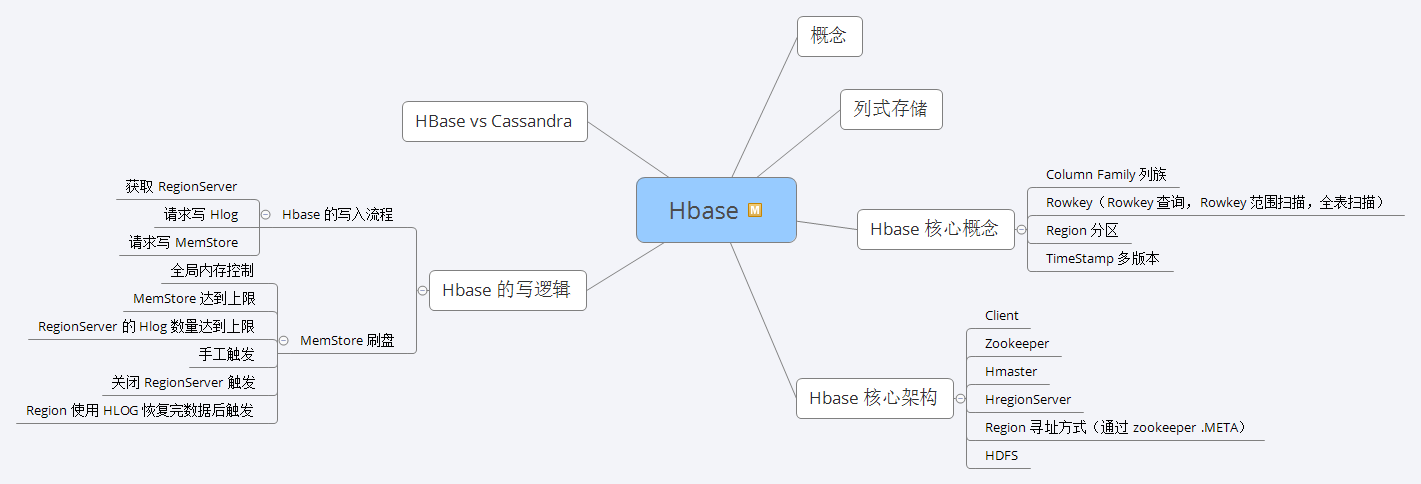 Hbase M
概念
列式存储
Hbase 核心概念
Column Family 列族
Rowkey（Rowkey 查询，Rowkey 范围扫描，全表扫描）
Region 分区
TimeStamp 多版本
Hbase 核心架构
Client
Zookeeper
Hmaster
HregionServer
Region 寻址方式（通过 zookeeper .META）
HDFS
HBase vs Cassandra
Hbase 的写逻辑
Hbase 的写入流程
获取 RegionServer
请求写 Hlog
请求写 MemStore
MemStore 刷盘
全局内存控制
MemStore 达到上限
RegionServer 的 Hlog 数量达到上限
手工触发
关闭 RegionServer 触发
Region 使用 HLOG 恢复完数据后触发